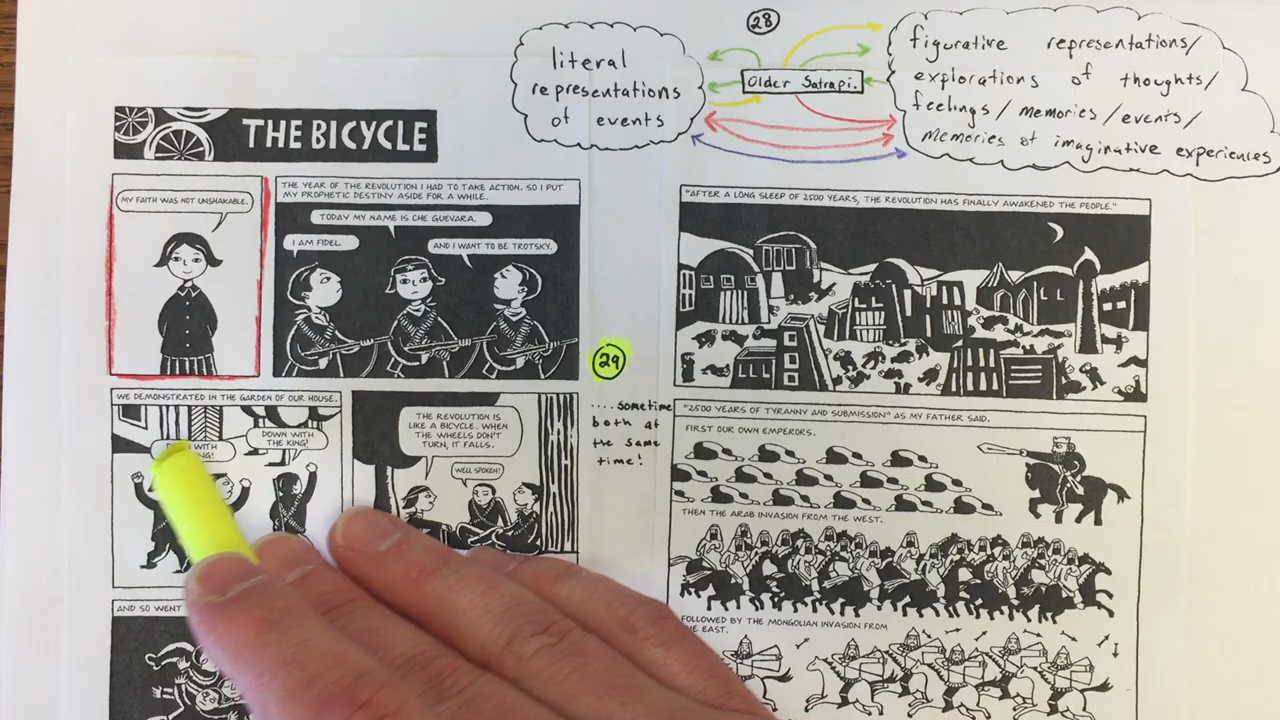 28
literal
representations
of events
Older Satrapi.
figurative representations/
explorations of thoughts/
feelings/memories/events/
memories of imaginative experiences
THE BICYCLE
MY FAITH WAS NOT UNSHAKABLE.
THE YEAR OF THE REVOLUTION I HAD TO TAKE ACTION. SO I PUT
MY PROPHETIC DESTINY ASIDE FOR A WHILE.
TODAY MY NAME IS CHE GUEVARA.
I AM FIDEL.
AND I WANT TO BE TROTSKY.
29
....sometimes
both at
the same
time!
WE DEMONSTRATED IN THE GARDEN OF OUR HOUSE.
WITH
DOWN WITH
THE KING!
THE REVOLUTION IS
LIKE A BICYCLE. WHEN
THE WHEELS DON'T
TURN, IT FALLS.
WELL SPOKEN!
AND SO WENT
"AFTER A LONG SLEEP OF 2500 YEARS, THE REVOLUTION HAS FINALLY AWAKENED THE PEOPLE."
"2500 YEARS OF TYRANNY AND SUBMISSION" AS MY FATHER SAID.
FIRST OUR OWN EMPERORS.
THEN THE ARAB INVASION FROM THE WEST.
FOLLOWED BY THE MONGOLIAN INVASION FROM
THE EAST.